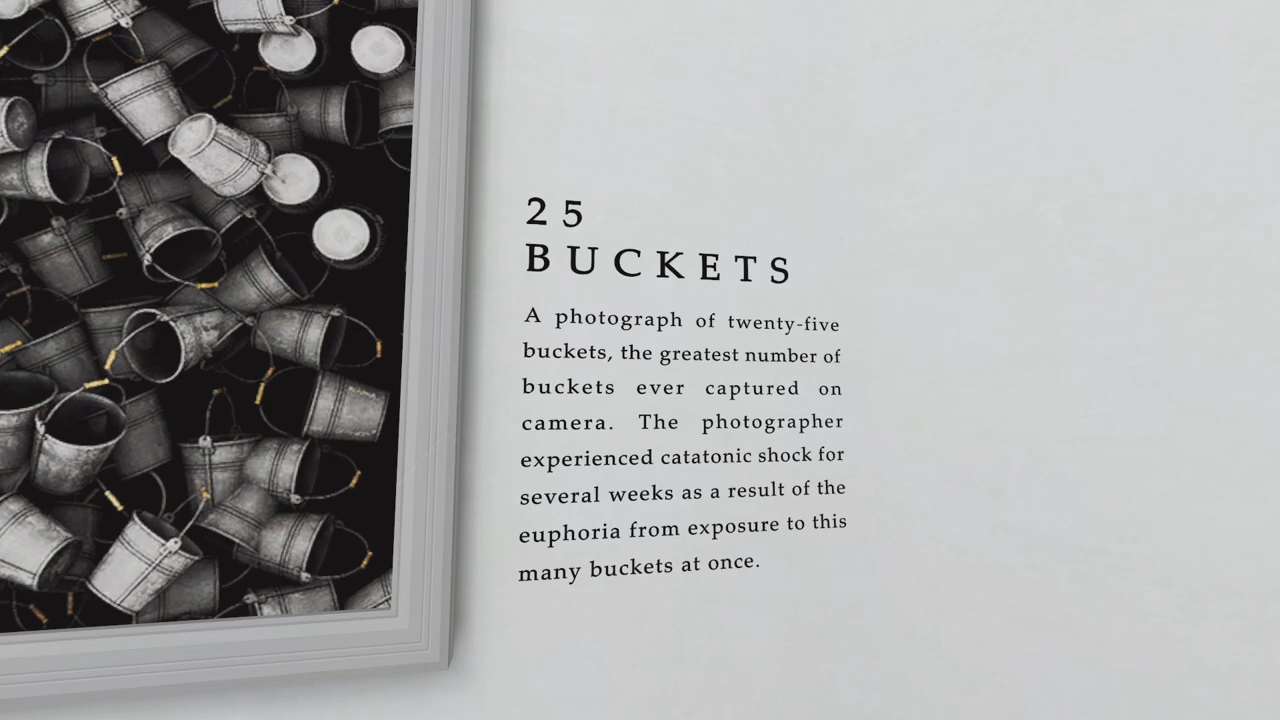 25
BUCKETS
A photograph of twenty-five
buckets, the greatest number of
buckets ever captured on
camera. The photographer
experienced catatonic shock for
several weeks as a result of the
euphoria from exposure to this
many buckets at once.